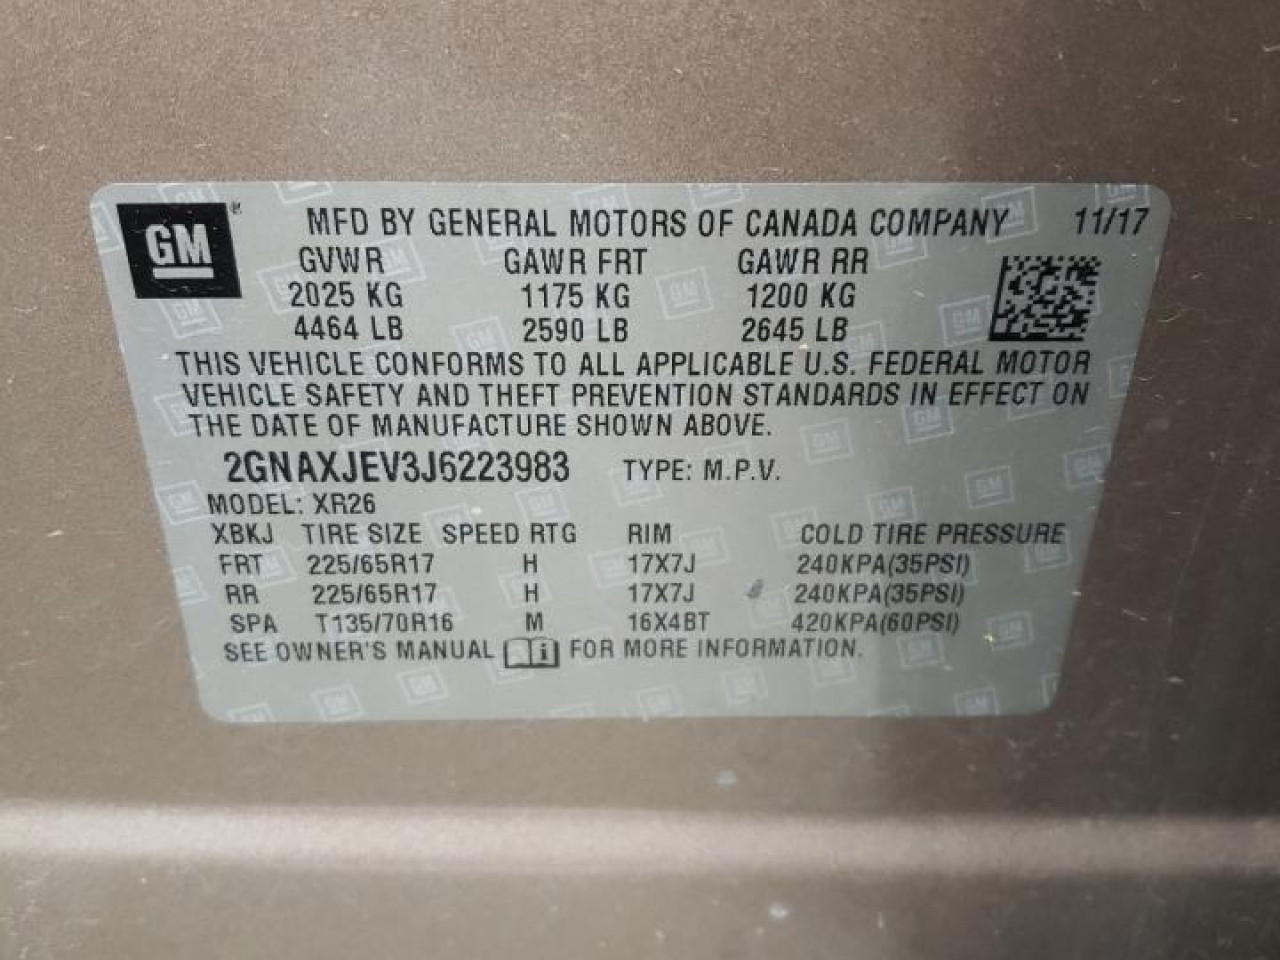 GM® MFD BY GENERAL MOTORS OF CANADA COMPANY 11/17
GVWR GAWR FRT GAWR RR
2025 KG 1175 KG 1200 KG
4464 LB 2590 LB 2645 LB
THIS VEHICLE CONFORMS TO ALL APPLICABLE U.S. FEDERAL MOTOR
VEHICLE SAFETY AND THEFT PREVENTION STANDARDS IN EFFECT ON
THE DATE OF MANUFACTURE SHOWN ABOVE.
2GNAXJEV3J6223983 TYPE: M.P.V.
MODEL: XR26
XBKJ TIRE SIZE SPEED RTG RIM COLD TIRE PRESSURE
FRT 225/65R17 H 17X7J 240KPA(35PSI)
RR 225/65R17 H 17X7J 240KPA(35PSI)
SPA T135/70R16 M 16X4BT 420KPA(60PSI)
SEE OWNER'S MANUAL i FOR MORE INFORMATION.